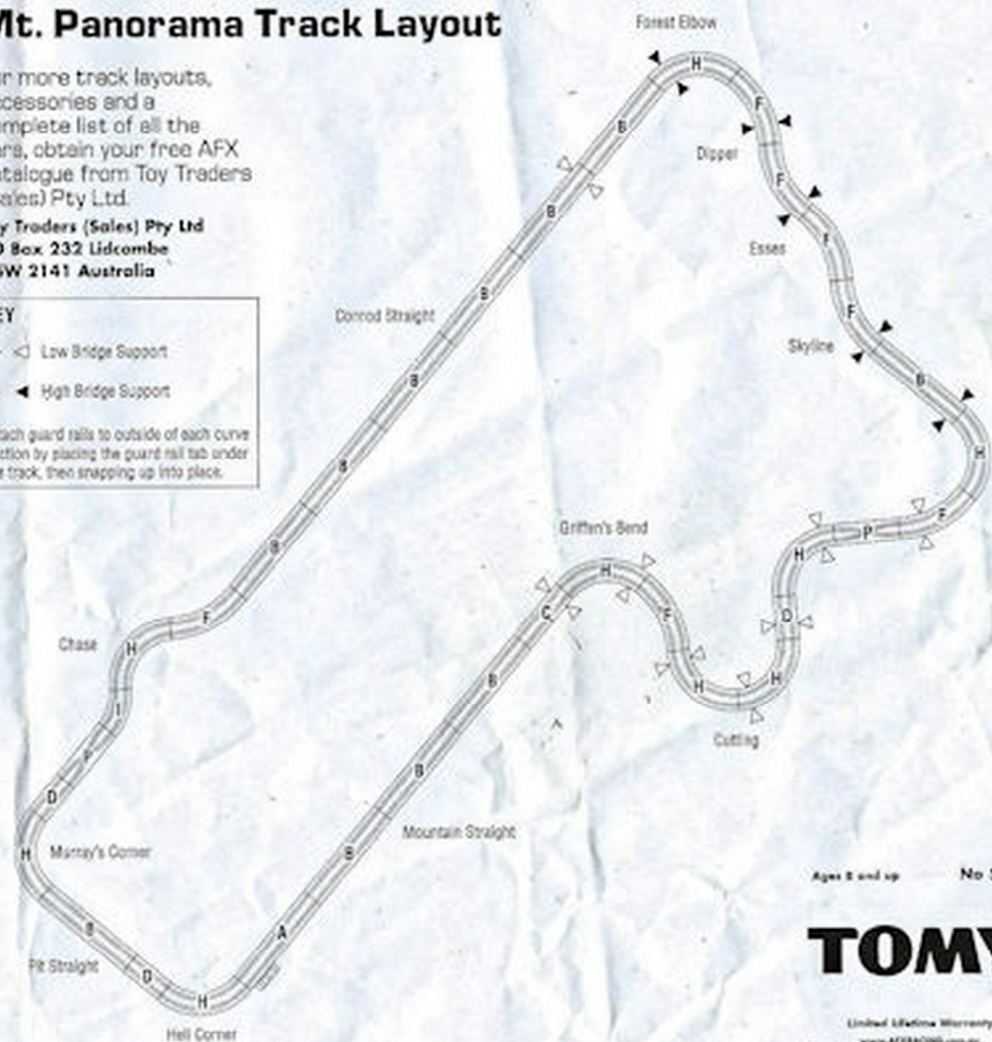 Mt. Panorama Track Layout
or more track layouts,
ccessories and a
omplete list of all the
ars, obtain your free AFX
atalogue from Toy Traders
ales) Pty Ltd.
y Traders (Sales) Pty Ltd
O Box 232 Lidcombe
SW 2141 Australia
EY
Low Bridge Support
High Bridge Support
tach guard rails to outside of each curve
ction by placing the guard rail tab under
e track, then snapping up into place.
Forest Elbow
H
F
B
Dipper
F
B
Esses
F
B
Conrod Straight
F
Skyline
B
B
H
B
F
Griffen's Bend
P
B
H
H
C
F
D
F
Chase
H
B
H
H
I
Cutting
P
B
D
Mountain Straight
H
Murray's Corner
B
Ages 8 and up
No
B
A
TOMY
Pit Straight
D
H
Hell Corner
Limited Lifetime Warranty